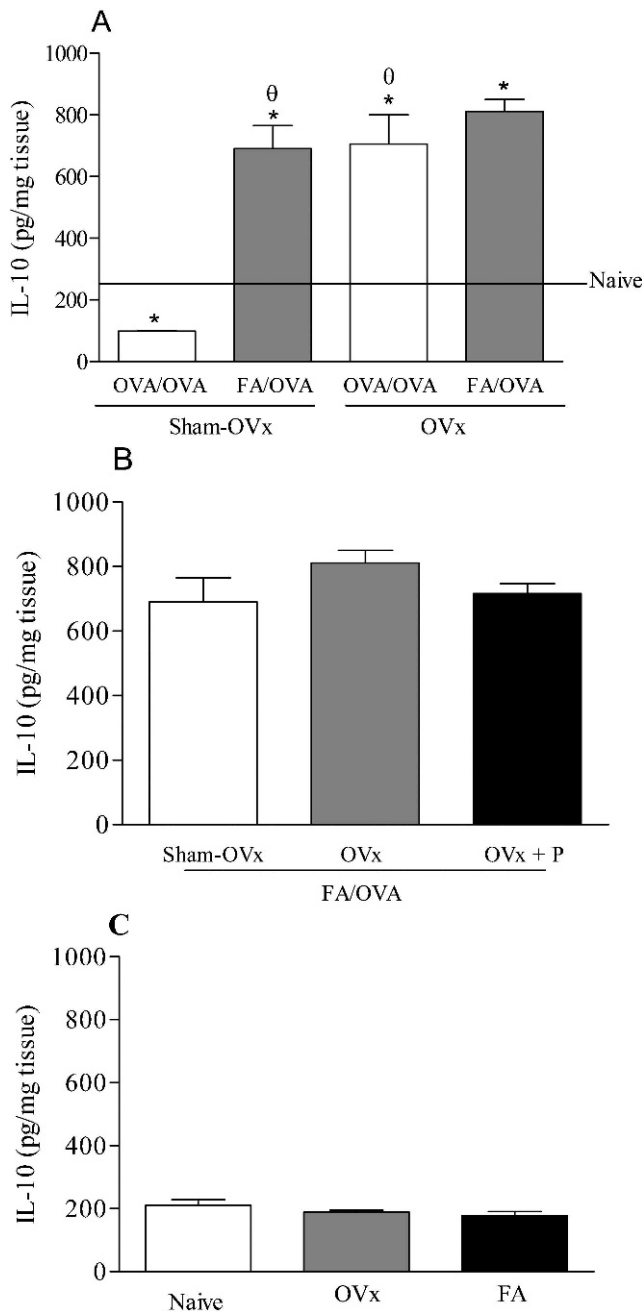 A
IL-10 (pg/mg tissue)
1000
800
600
400
200
0
*
θ
*
θ
*
*
Naive
OVA/OVA FA/OVA OVA/OVA FA/OVA
Sham-OVx OVx
B
IL-10 (pg/mg tissue)
1000
800
600
400
200
0
Sham-OVx OVx OVx + P
FA/OVA
C
IL-10 (pg/mg tissue)
1000
800
600
400
200
0
Naive OVx FA